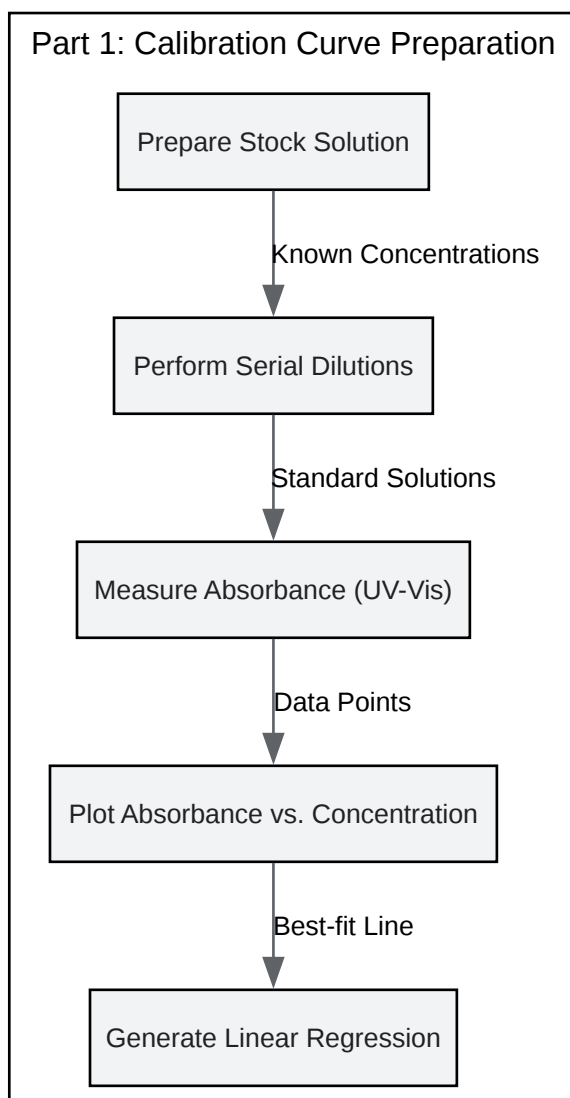 Part 1: Calibration Curve Preparation
Prepare Stock Solution
Known Concentrations
Perform Serial Dilutions
Standard Solutions
Measure Absorbance (UV-Vis)
Data Points
Plot Absorbance vs. Concentration
Best-fit Line
Generate Linear Regression